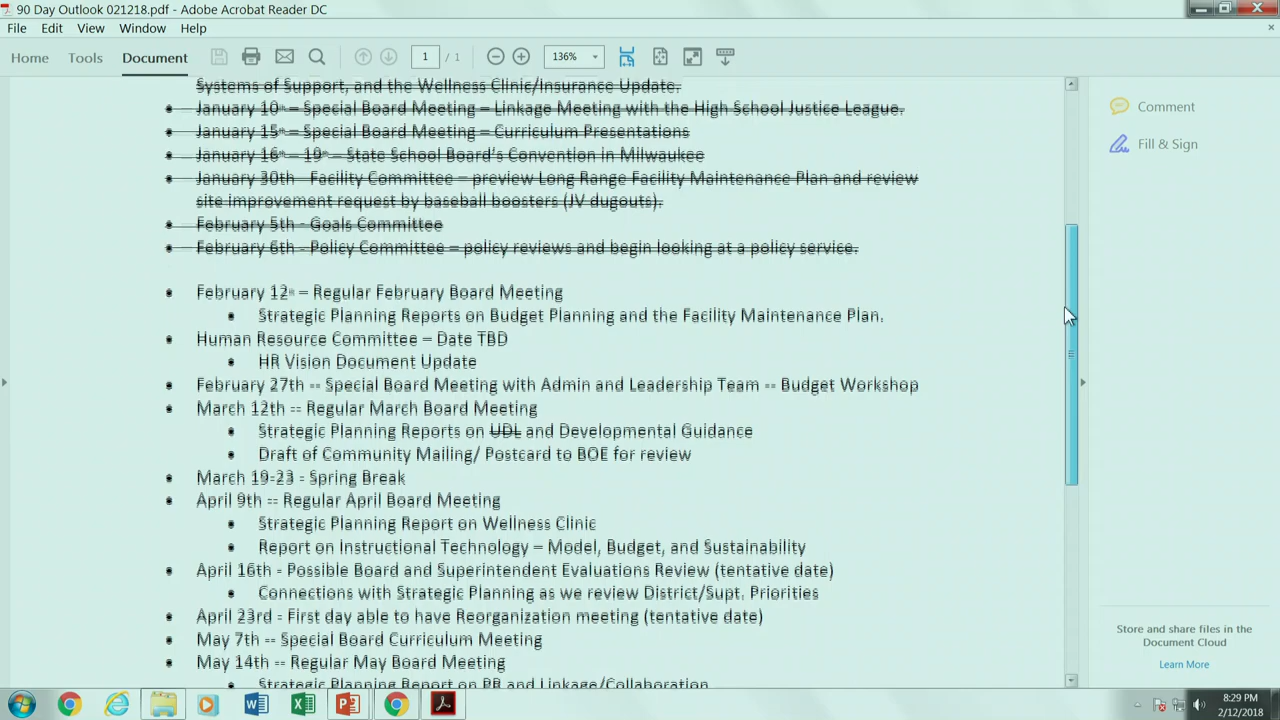 90 Day Outlook 021218.pdf - Adobe Acrobat Reader DC
File Edit View Window Help
Home Tools Document 1 / 1 136%
Systems of Support, and the Wellness Clinic/Insurance Update.
• January 10th – Special Board Meeting – Linkage Meeting with the High School Justice League.
• January 15th – Special Board Meeting – Curriculum Presentations
• January 16th – 19th – State School Board's Convention in Milwaukee
• January 30th - Facility Committee – preview Long Range Facility Maintenance Plan and review
site improvement request by baseball boosters (JV dugouts).
• February 5th - Goals Committee
• February 6th - Policy Committee – policy reviews and begin looking at a policy service.
• February 12th – Regular February Board Meeting
• Strategic Planning Reports on Budget Planning and the Facility Maintenance Plan.
• Human Resource Committee – Date TBD
• HR Vision Document Update
• February 27th -- Special Board Meeting with Admin and Leadership Team -- Budget Workshop
• March 12th -- Regular March Board Meeting
• Strategic Planning Reports on UDL and Developmental Guidance
• Draft of Community Mailing/ Postcard to BOE for review
• March 19-23 - Spring Break
• April 9th -- Regular April Board Meeting
• Strategic Planning Report on Wellness Clinic
• Report on Instructional Technology – Model, Budget, and Sustainability
• April 16th - Possible Board and Superintendent Evaluations Review (tentative date)
• Connections with Strategic Planning as we review District/Supt. Priorities
• April 23rd - First day able to have Reorganization meeting (tentative date)
• May 7th -- Special Board Curriculum Meeting
• May 14th -- Regular May Board Meeting
• Strategic Planning Report on PR and Linkage/Collaboration
Comment
Fill & Sign
Store and share files in the
Document Cloud
Learn More
8:29 PM
2/12/2018